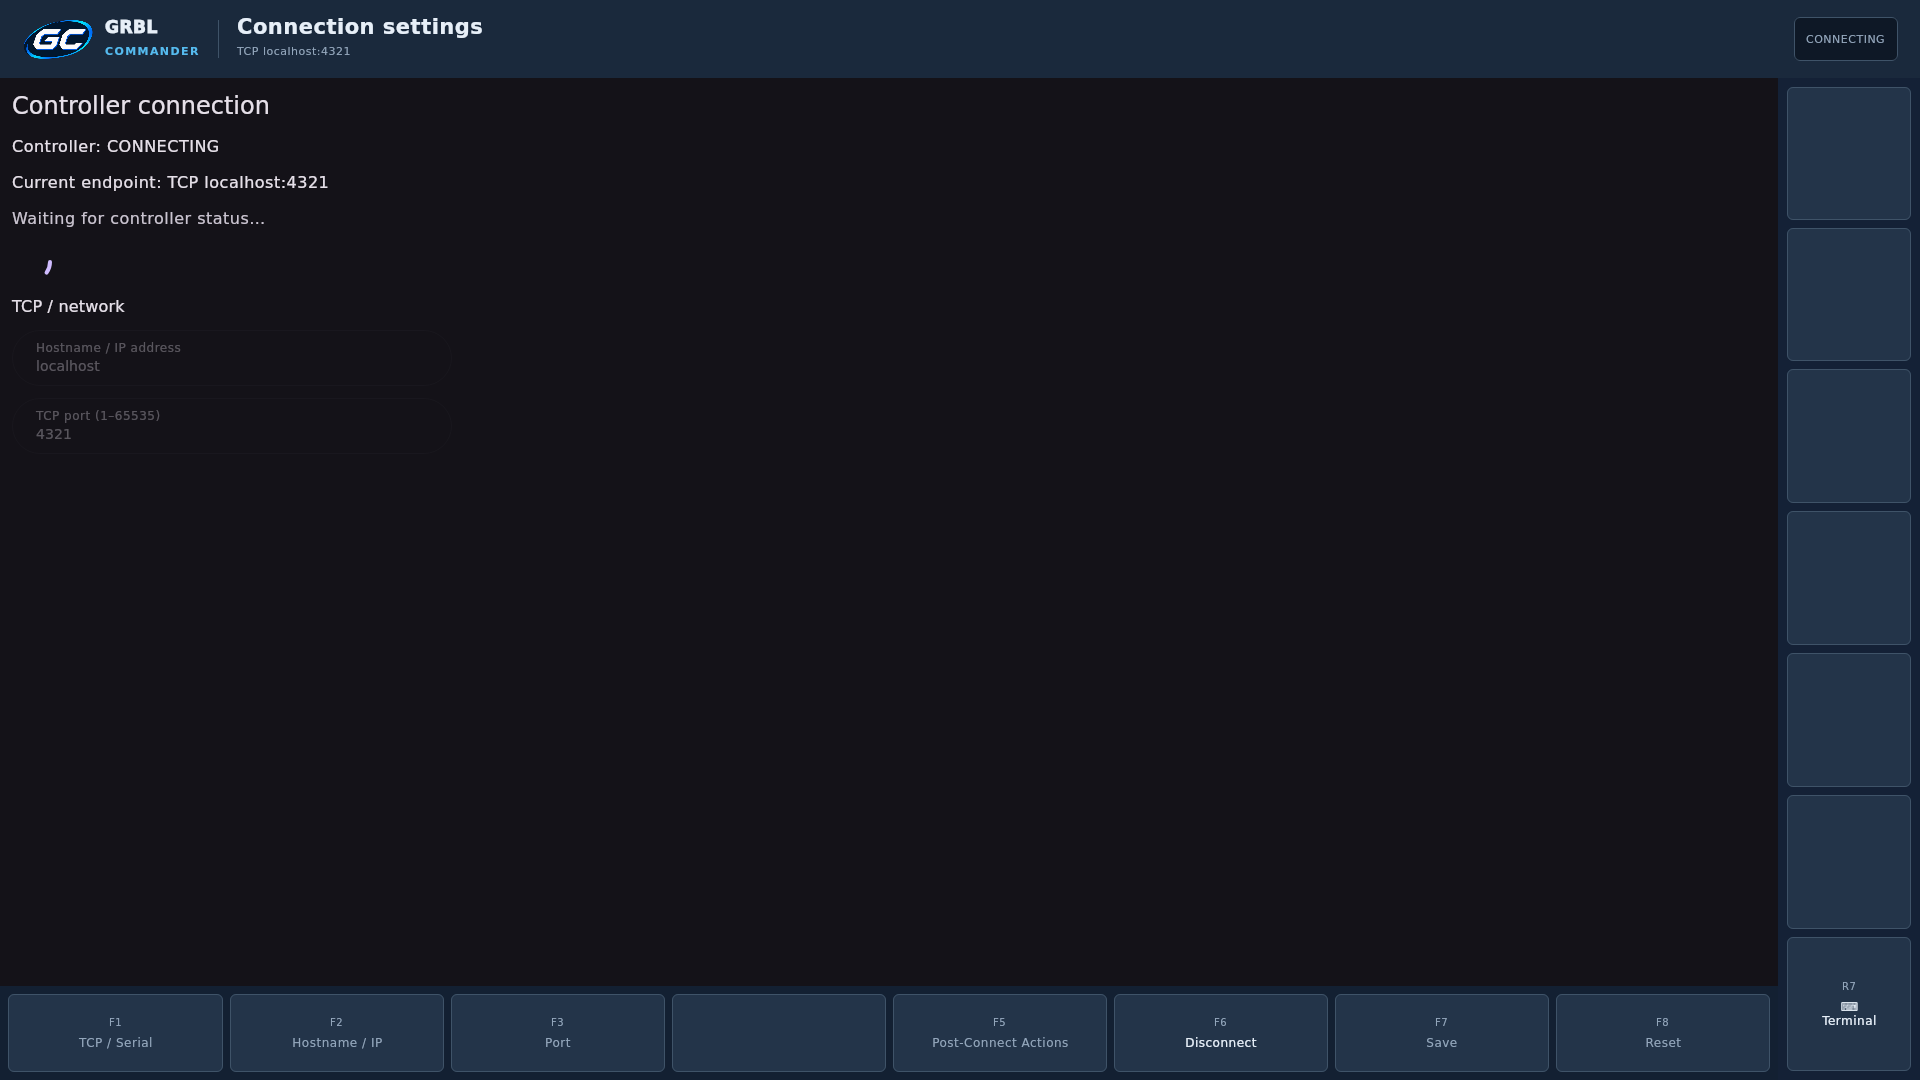 GC
GRBL
COMMANDER
Connection settings
TCP localhost:4321
CONNECTING
Controller connection
Controller: CONNECTING
Current endpoint: TCP localhost:4321
Waiting for controller status...
TCP / network
Hostname / IP address
localhost
TCP port (1–65535)
4321
R7
Terminal
F1
TCP / Serial
F2
Hostname / IP
F3
Port
F5
Post-Connect Actions
F6
Disconnect
F7
Save
F8
Reset